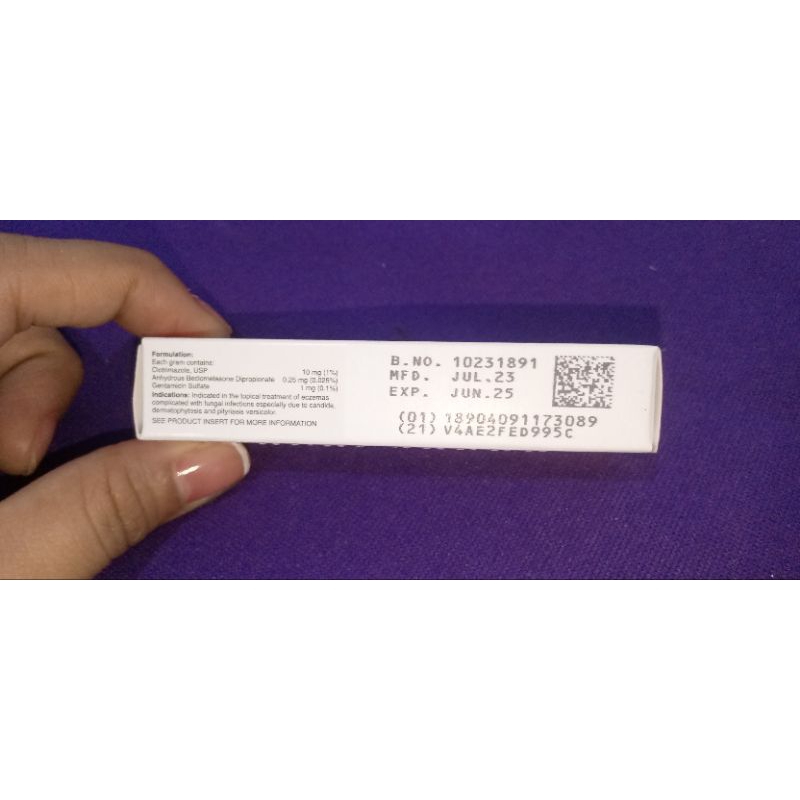 Formulation:
Each gram contains:
Clotrimazole, USP 10 mg (1%)
Anhydrous Beclometasone Dipropionate 0.25 mg (0.025%)
Gentamicin Sulfate 1 mg (0.1%)
Indications: Indicated in the topical treatment of eczemas
complicated with fungal infections especially due to candida,
dermatophytosis and pityriasis versicolor.
SEE PRODUCT INSERT FOR MORE INFORMATION
B.NO. 10231891
MFD. JUL.23
EXP. JUN.25
(01) 18904091173089
(21) V4AE2FED995C